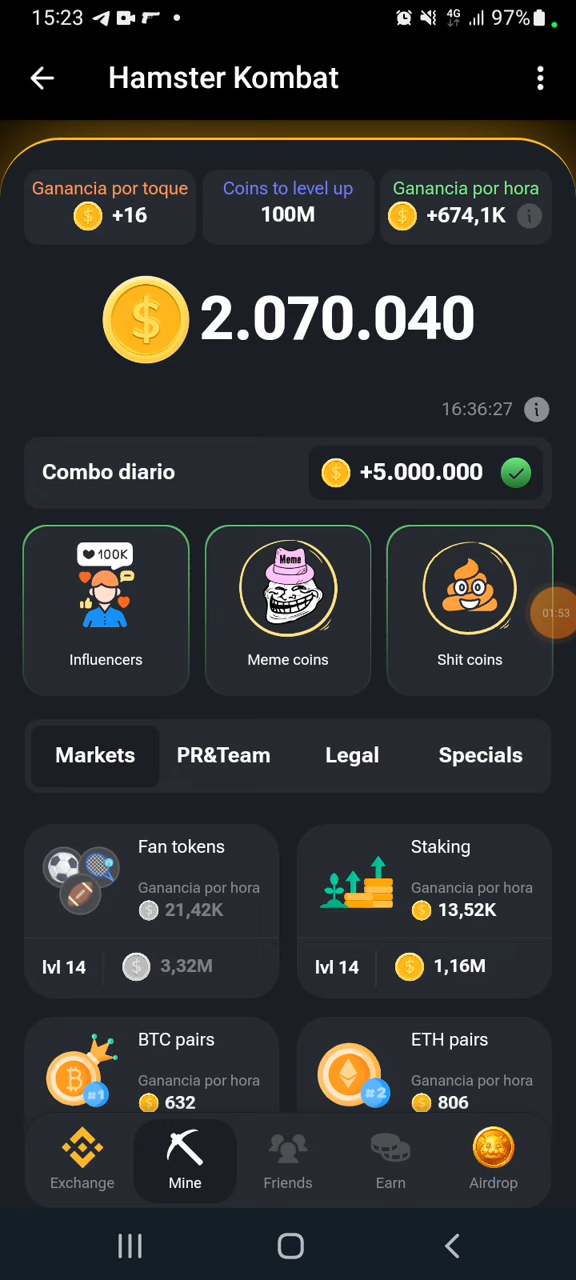 15:23 4G 97%
Hamster Kombat
Ganancia por toque Coins to level up Ganancia por hora
$ +16 100M $ +674,1K i
$ 2.070.040
16:36:27 i
Combo diario $ +5.000.000
100K Meme
01:53
Influencers Meme coins Shit coins
Markets PR&Team Legal Specials
Fan tokens Staking
Ganancia por hora Ganancia por hora
$ 21,42K $ 13,52K
lvl 14 $ 3,32M lvl 14 $ 1,16M
BTC pairs ETH pairs
#1 #2
Ganancia por hora Ganancia por hora
$ 632 $ 806
Exchange Mine Friends Earn Airdrop